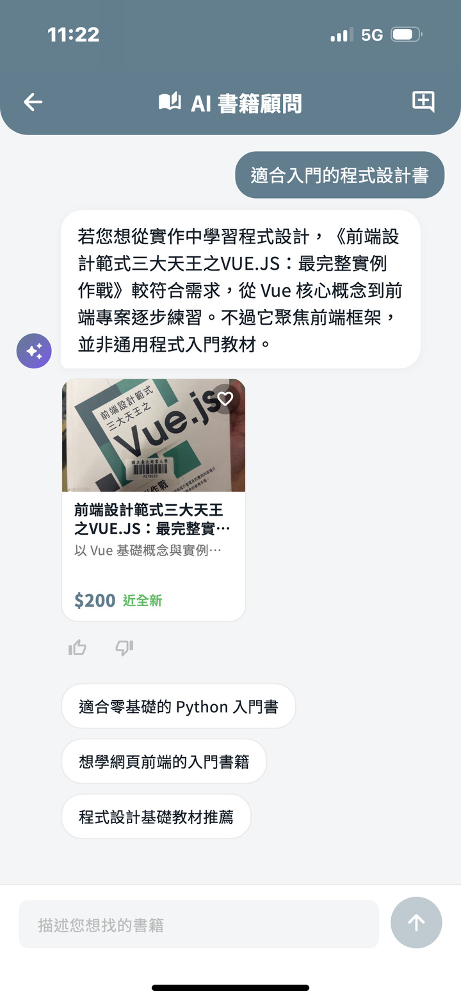 11:22
5G
AI 書籍顧問
適合入門的程式設計書
若您想從實作中學習程式設計，《前端設
計範式三大天王之VUE.JS：最完整實例
作戰》較符合需求，從 Vue 核心概念到前
端專案逐步練習。不過它聚焦前端框架，
並非通用程式入門教材。
前端設計範式
三大天王之
Vue.js
國立臺北商業大學
A278223
作戰
前端設計範式三大天王
之VUE.JS：最完整實⋯
以 Vue 基礎概念與實例⋯
$200 近全新
適合零基礎的 Python 入門書
想學網頁前端的入門書籍
程式設計基礎教材推薦
描述您想找的書籍